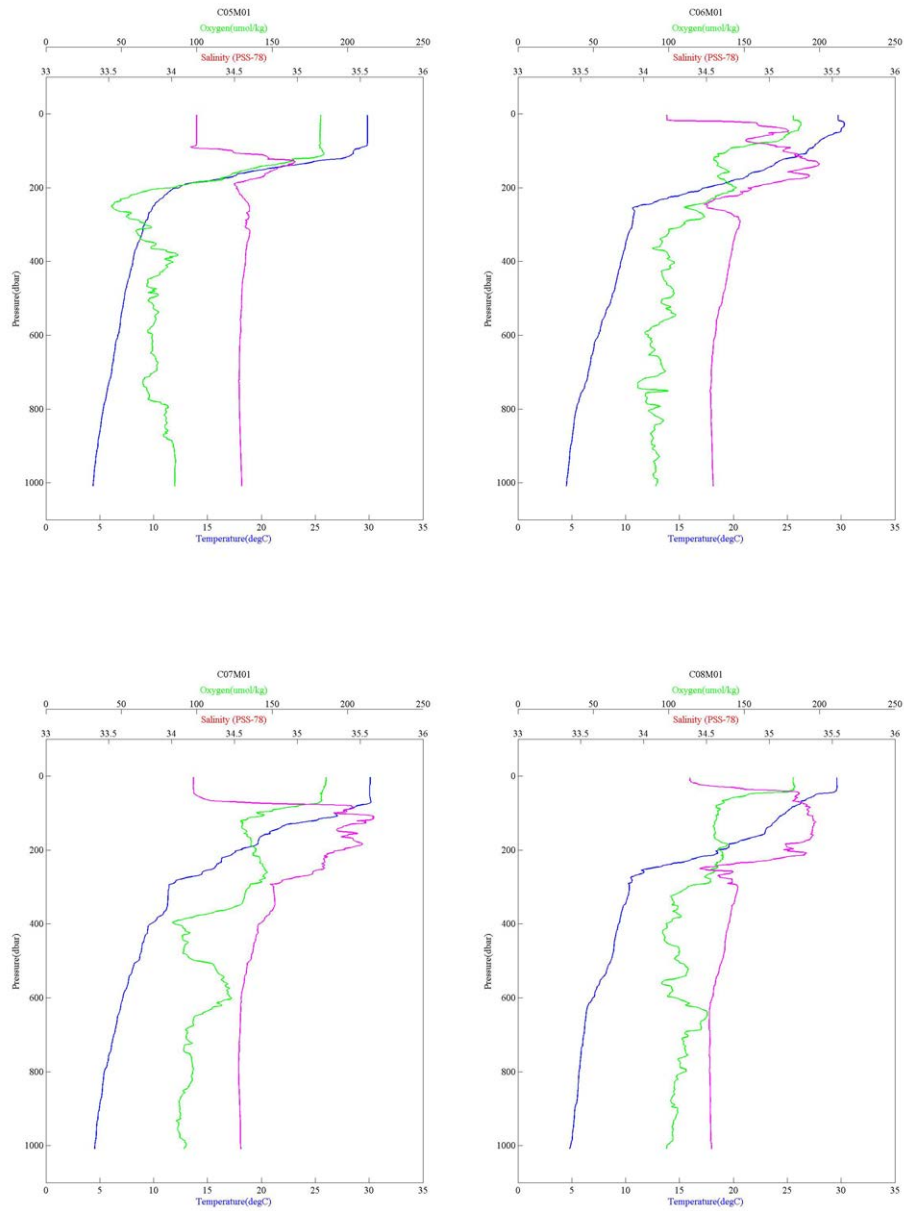 C05M01
Oxygen(umol/kg)
0 50 100 150 200 250
Salinity (PSS-78)
33 33.5 34 34.5 35 35.5 36
0
200
400
600
800
1000
Pressure(dbar)
0 5 10 15 20 25 30 35
Temperature(degC)
C06M01
Oxygen(umol/kg)
0 50 100 150 200 250
Salinity (PSS-78)
33 33.5 34 34.5 35 35.5 36
0
200
400
600
800
1000
Pressure(dbar)
0 5 10 15 20 25 30 35
Temperature(degC)
C07M01
Oxygen(umol/kg)
0 50 100 150 200 250
Salinity (PSS-78)
33 33.5 34 34.5 35 35.5 36
0
200
400
600
800
1000
Pressure(dbar)
0 5 10 15 20 25 30 35
Temperature(degC)
C08M01
Oxygen(umol/kg)
0 50 100 150 200 250
Salinity (PSS-78)
33 33.5 34 34.5 35 35.5 36
0
200
400
600
800
1000
Pressure(dbar)
0 5 10 15 20 25 30 35
Temperature(degC)